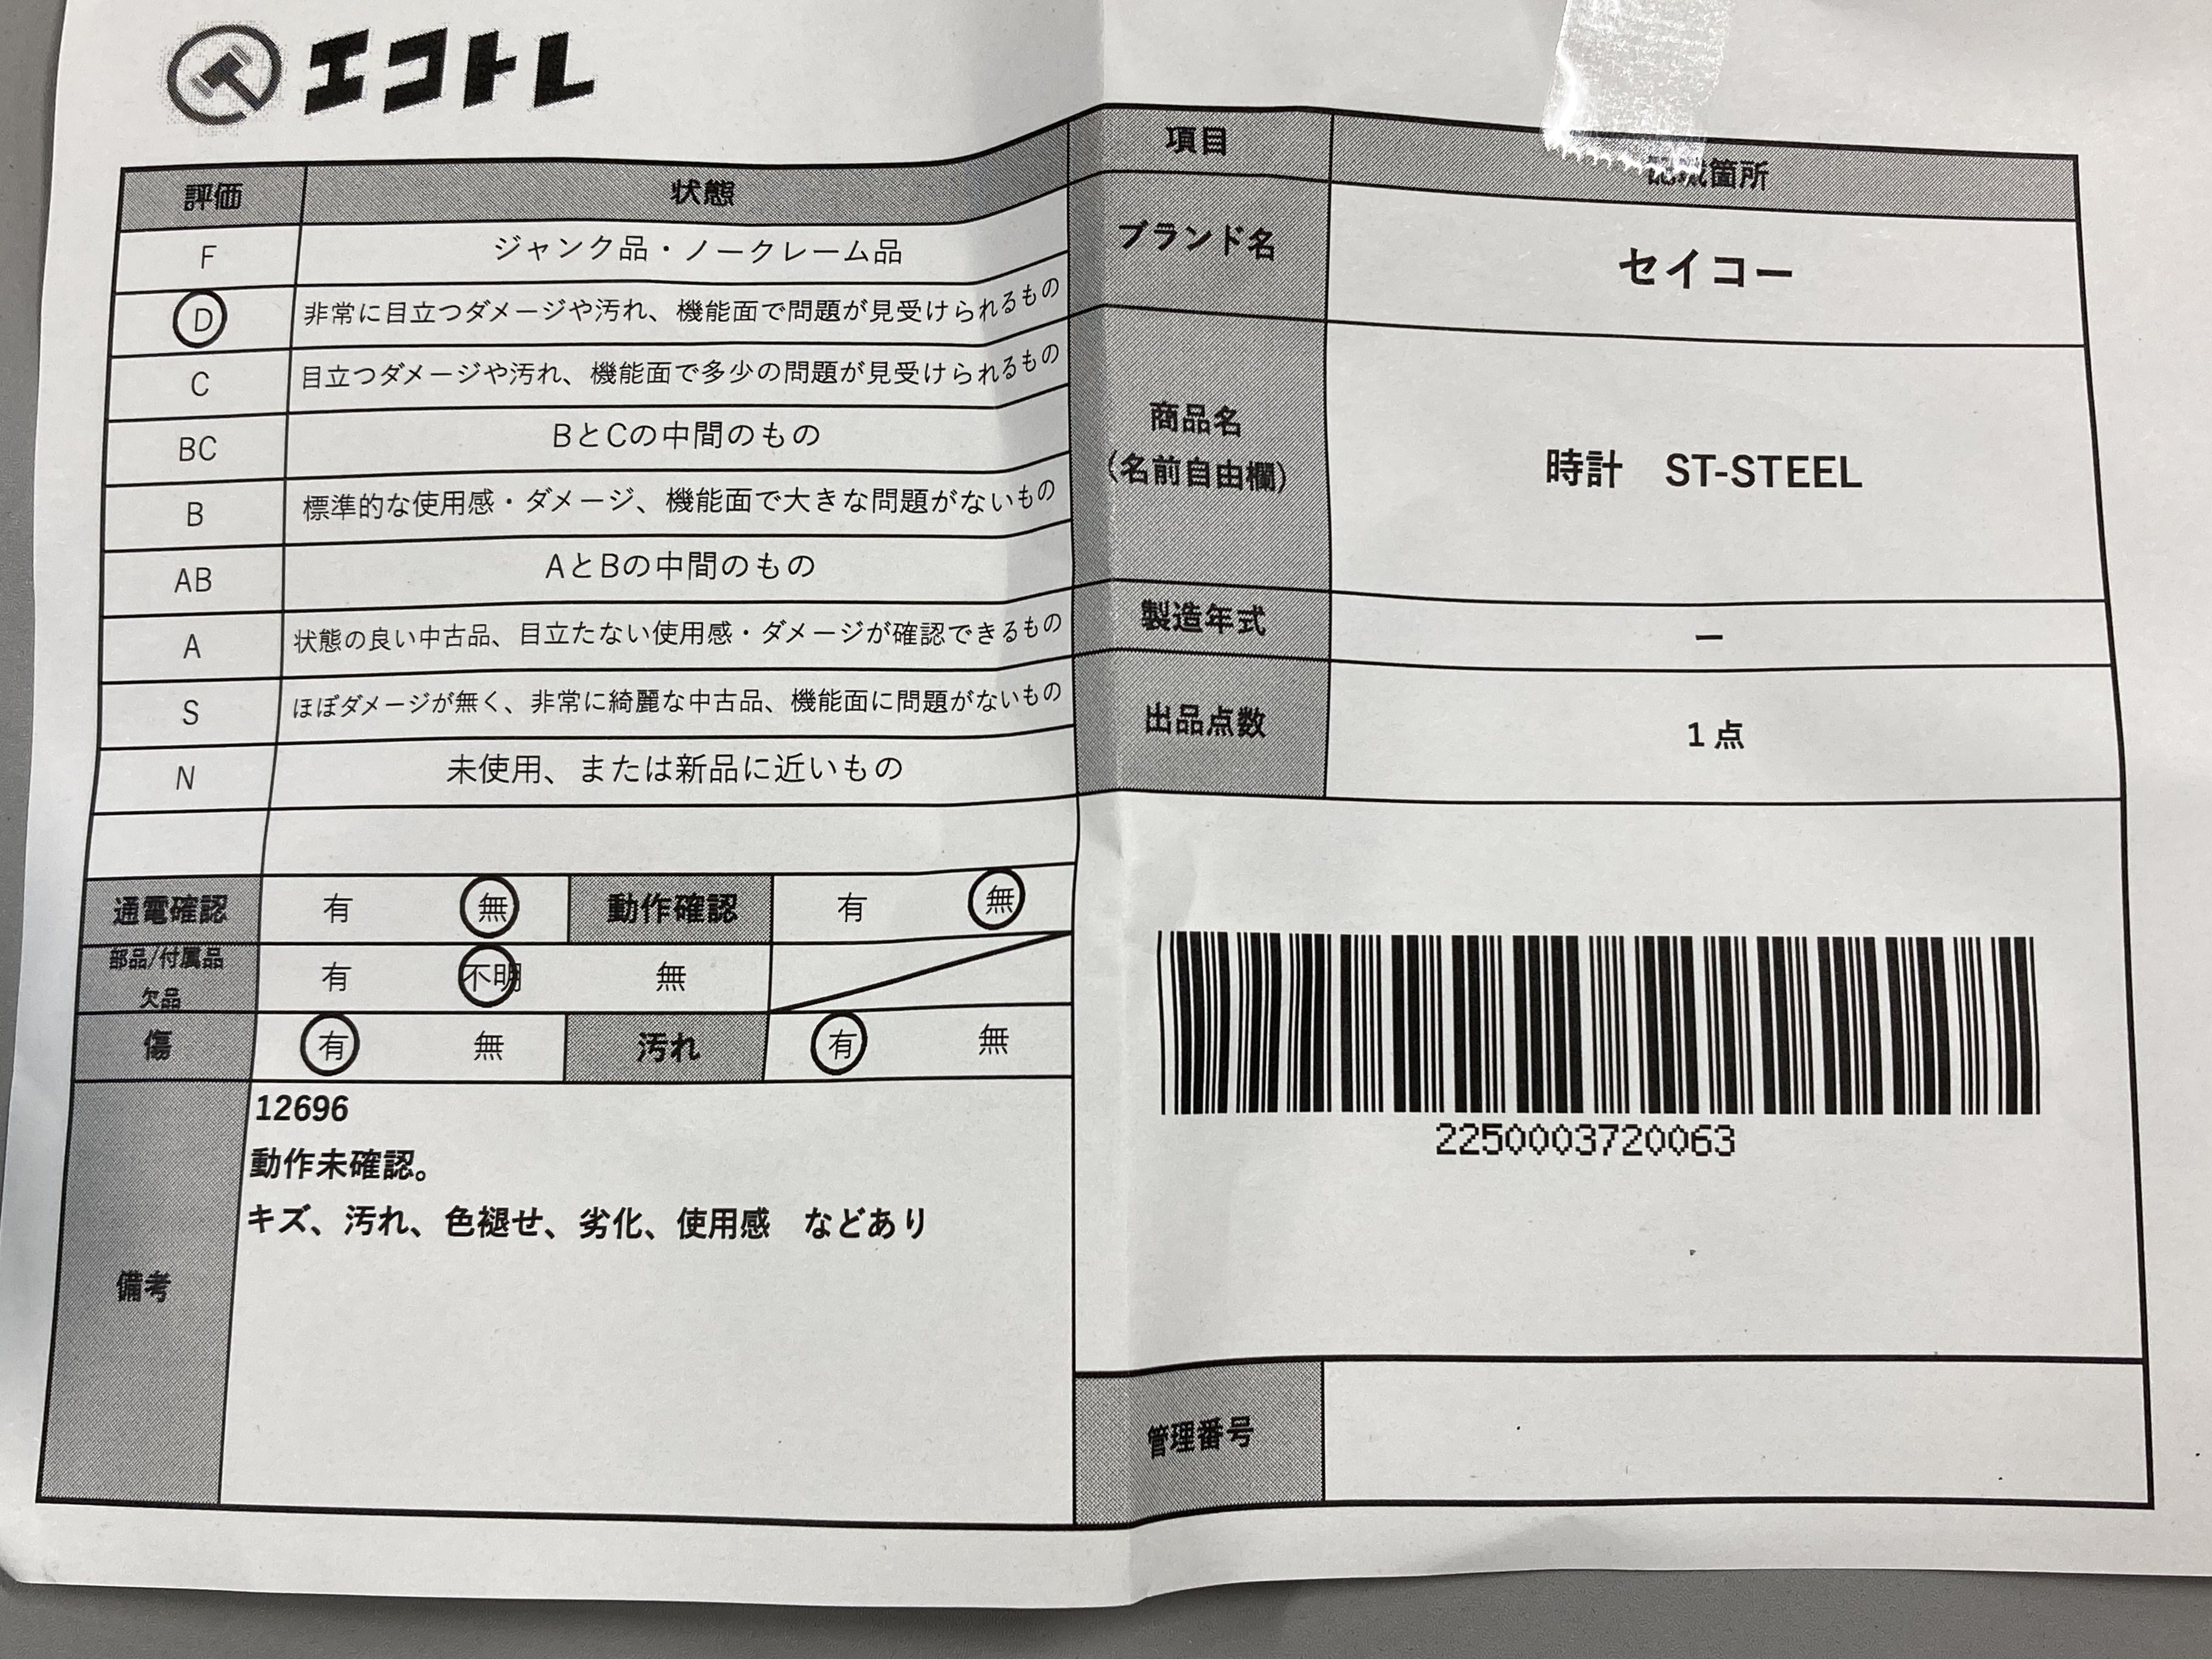 エコトレ
評価 状態
F ジャンク品・ノークレーム品
D 非常に目立つダメージや汚れ、機能面で問題が見受けられるもの
C 目立つダメージや汚れ、機能面で多少の問題が見受けられるもの
BC BとCの中間のもの
B 標準的な使用感・ダメージ、機能面で大きな問題がないもの
AB AとBの中間のもの
A 状態の良い中古品、目立たない使用感・ダメージが確認できるもの
S ほぼダメージが無く、非常に綺麗な中古品、機能面に問題がないもの
N 未使用、または新品に近いもの
通電確認 有 無 動作確認 有 無
部品/付属品
欠品 有 不明 無
傷 有 無 汚れ 有 無
備考
12696
動作未確認。
キズ、汚れ、色褪せ、劣化、使用感　などあり
項目 箇所
ブランド名 セイコー
商品名
(名前自由欄) 時計　ST-STEEL
製造年式 ー
出品点数 1 点
2250003720063
管理番号